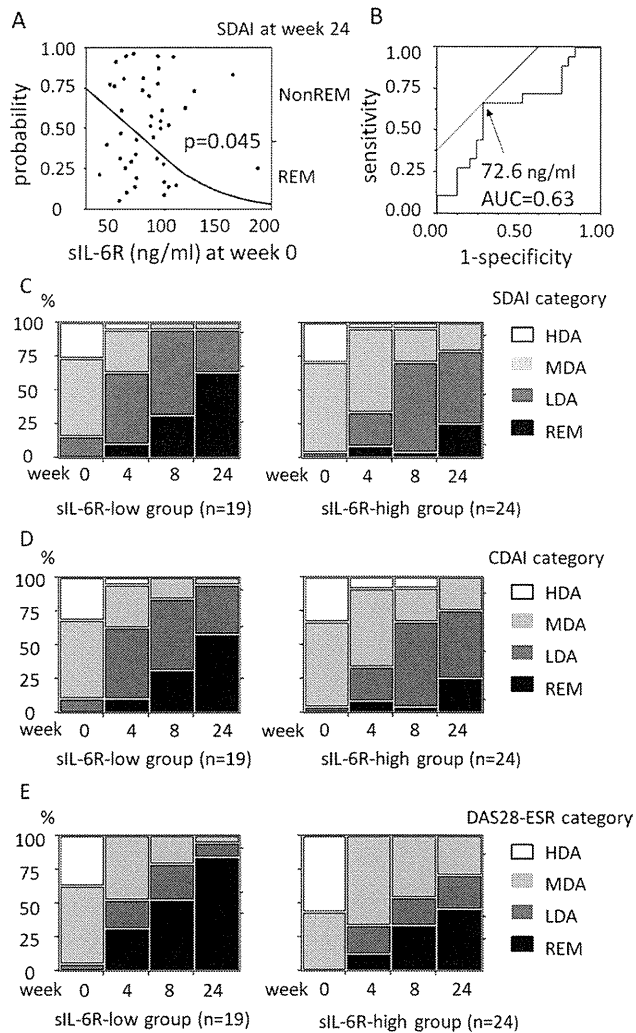 A
SDAI at week 24
probability
1.00
0.75
0.50
0.25
0
NonREM
p=0.045
REM
50 100 150 200
sIL-6R (ng/ml) at week 0
B
sensitivity
1.00
0.75
0.50
0.25
0.00
72.6 ng/ml
AUC=0.63
0.00 0.50 1.00
1-specificity
C
%
SDAI category
100
75
50
25
0
HDA
MDA
LDA
REM
week 0 4 8 24
week 0 4 8 24
sIL-6R-low group (n=19)
sIL-6R-high group (n=24)
D
%
CDAI category
100
75
50
25
0
HDA
MDA
LDA
REM
week 0 4 8 24
week 0 4 8 24
sIL-6R-low group (n=19)
sIL-6R-high group (n=24)
E
%
DAS28-ESR category
100
75
50
25
0
HDA
MDA
LDA
REM
week 0 4 8 24
week 0 4 8 24
sIL-6R-low group (n=19)
sIL-6R-high group (n=24)